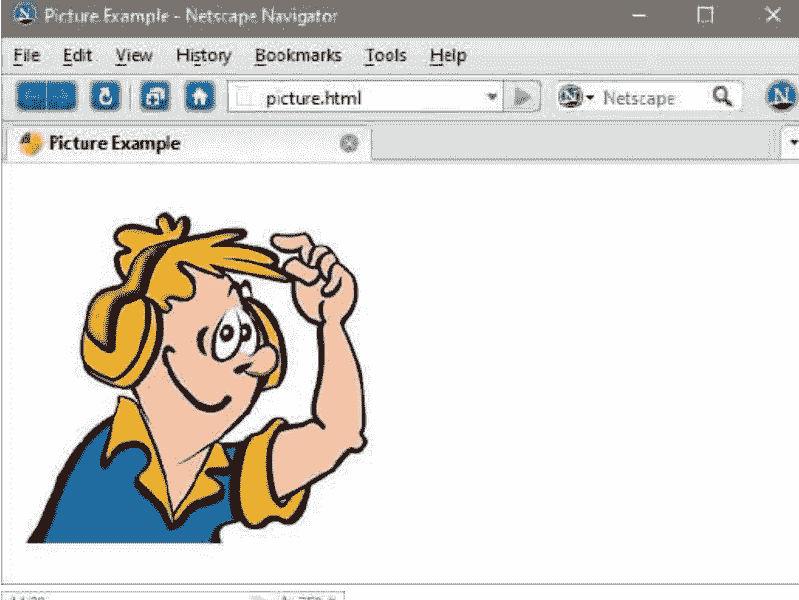 Picture Example - Netscape Navigator
File Edit View History Bookmarks Tools Help
picture.html Netscape
Picture Example